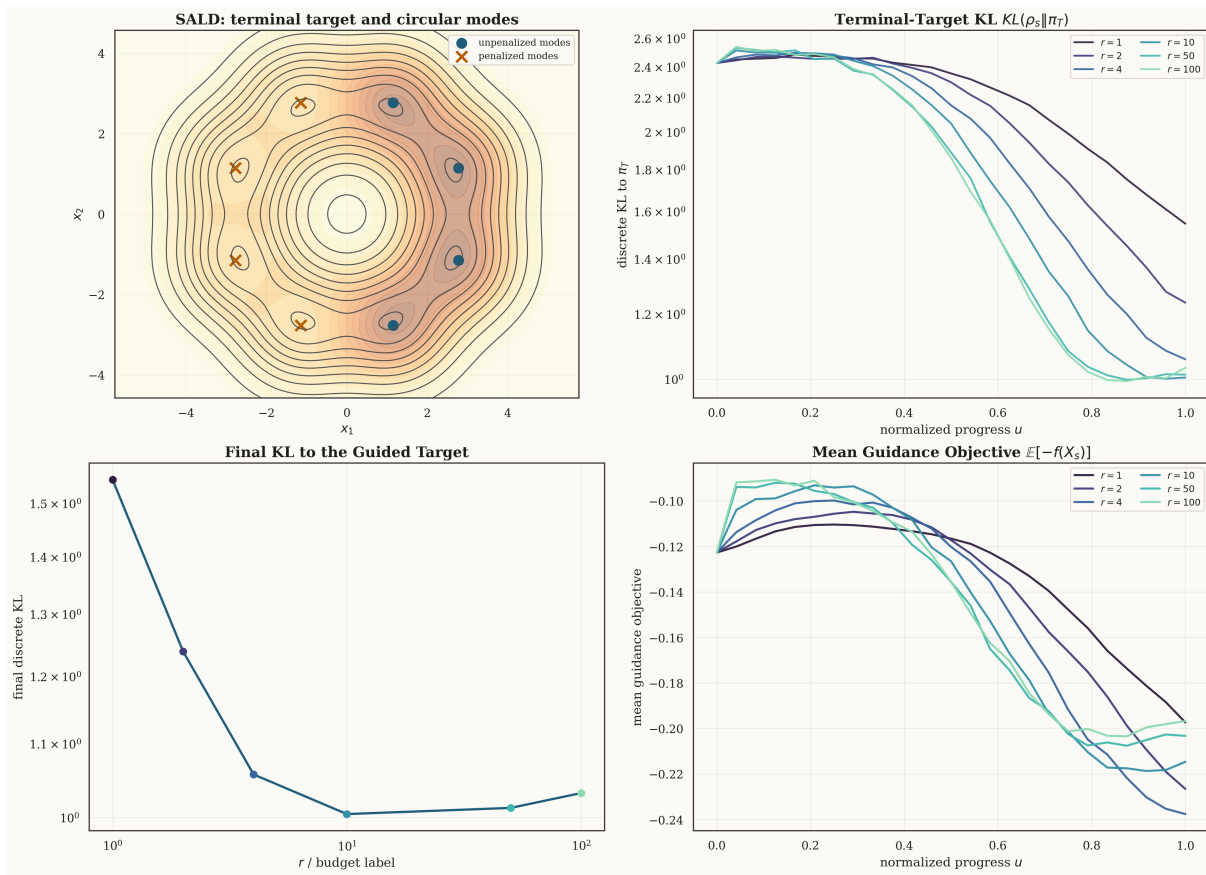 SALD: terminal target and circular modes
unpenalized modes
penalized modes
4
2
0
−2
−4
x₂
−4
−2
0
2
4
x₁
Terminal-Target KL KL(ρₛ‖π_T)
r = 1
r = 2
r = 4
r = 10
r = 50
r = 100
2.6 × 10⁰
2.4 × 10⁰
2.2 × 10⁰
2 × 10⁰
1.8 × 10⁰
1.6 × 10⁰
1.4 × 10⁰
1.2 × 10⁰
10⁰
discrete KL to π_T
0.0
0.2
0.4
0.6
0.8
1.0
normalized progress u
Final KL to the Guided Target
1.5 × 10⁰
1.4 × 10⁰
1.3 × 10⁰
1.2 × 10⁰
1.1 × 10⁰
10⁰
final discrete KL
10⁰
10¹
10²
r / budget label
Mean Guidance Objective 𝔼[−f(Xₛ)]
r = 1
r = 2
r = 4
r = 10
r = 50
r = 100
−0.10
−0.12
−0.14
−0.16
−0.18
−0.20
−0.22
−0.24
mean guidance objective
0.0
0.2
0.4
0.6
0.8
1.0
normalized progress u